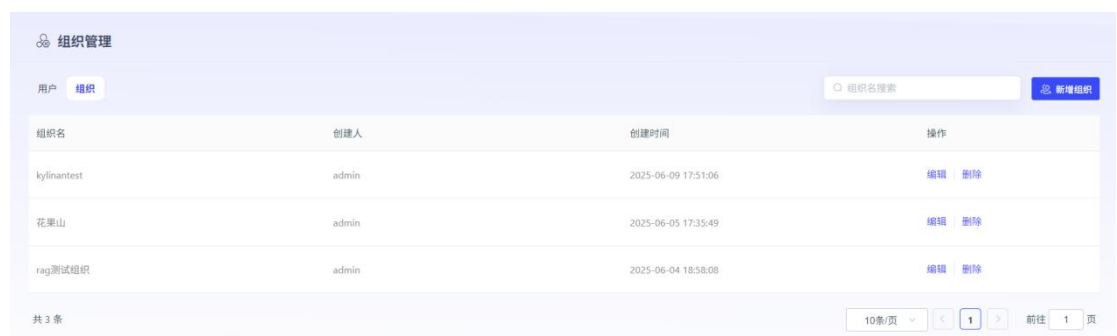 组织管理
用户 组织 组织名搜索 新增组织
组织名 创建人 创建时间 操作
kylinantest admin 2025-06-09 17:51:06 编辑 删除
花果山 admin 2025-06-05 17:35:49 编辑 删除
rag测试组织 admin 2025-06-04 18:58:08 编辑 删除
共 3 条 10条/页 1 前往 1 页